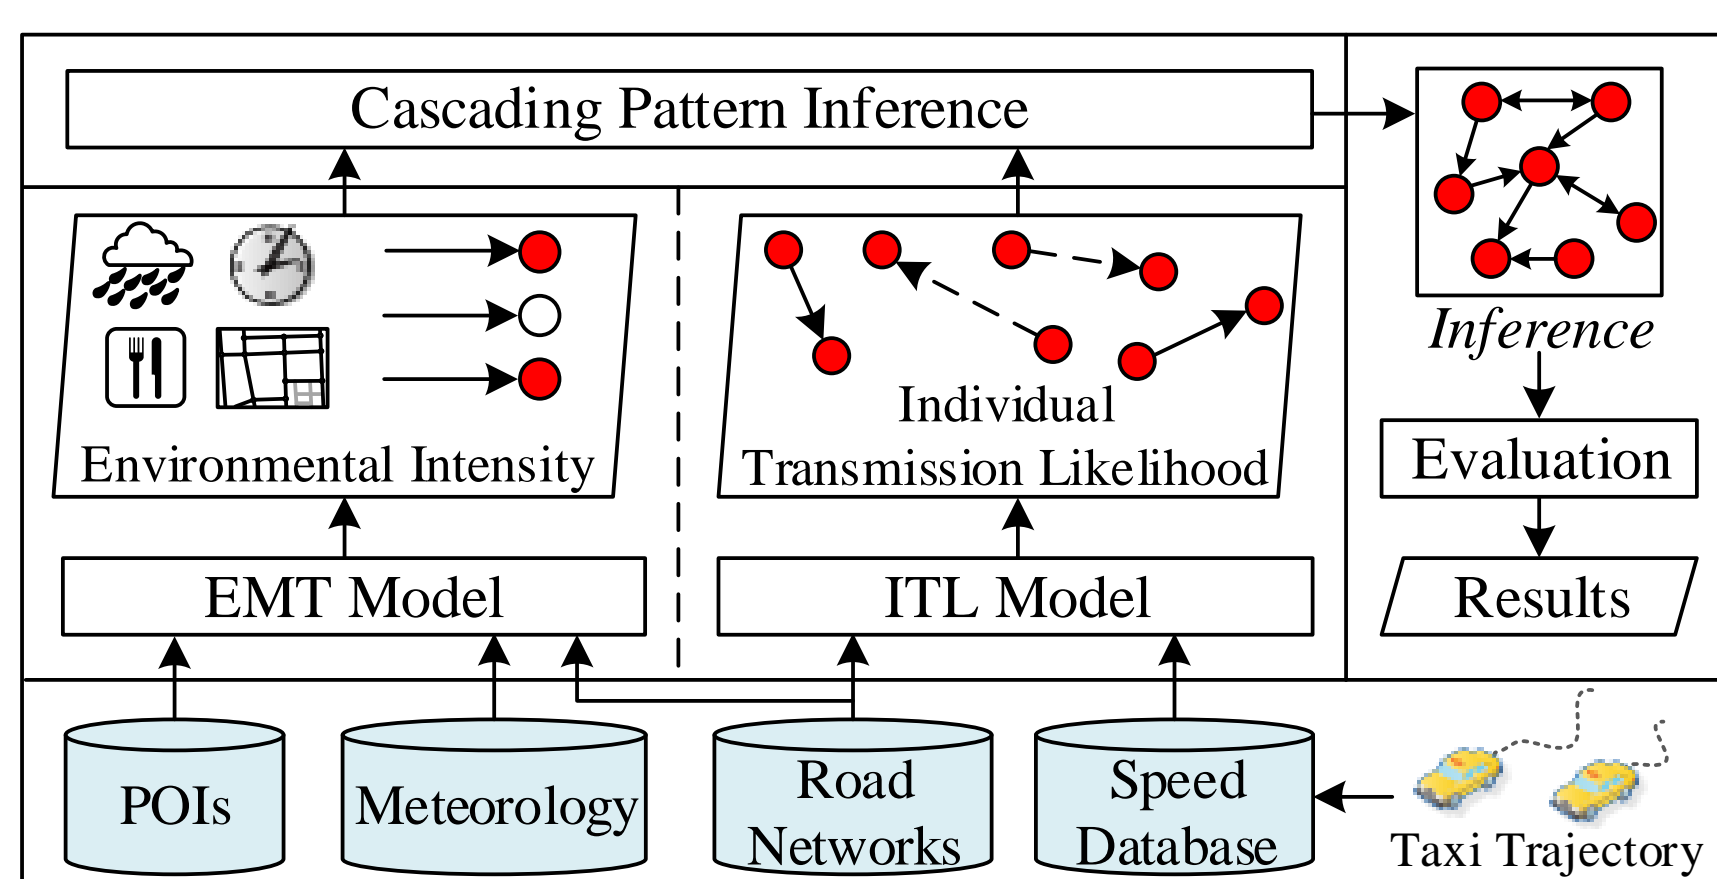 Cascading Pattern Inference
Environmental Intensity
Individual
Transmission Likelihood
EMT Model
ITL Model
POIs
Meteorology
Road
Networks
Speed
Database
Taxi Trajectory
Inference
Evaluation
Results